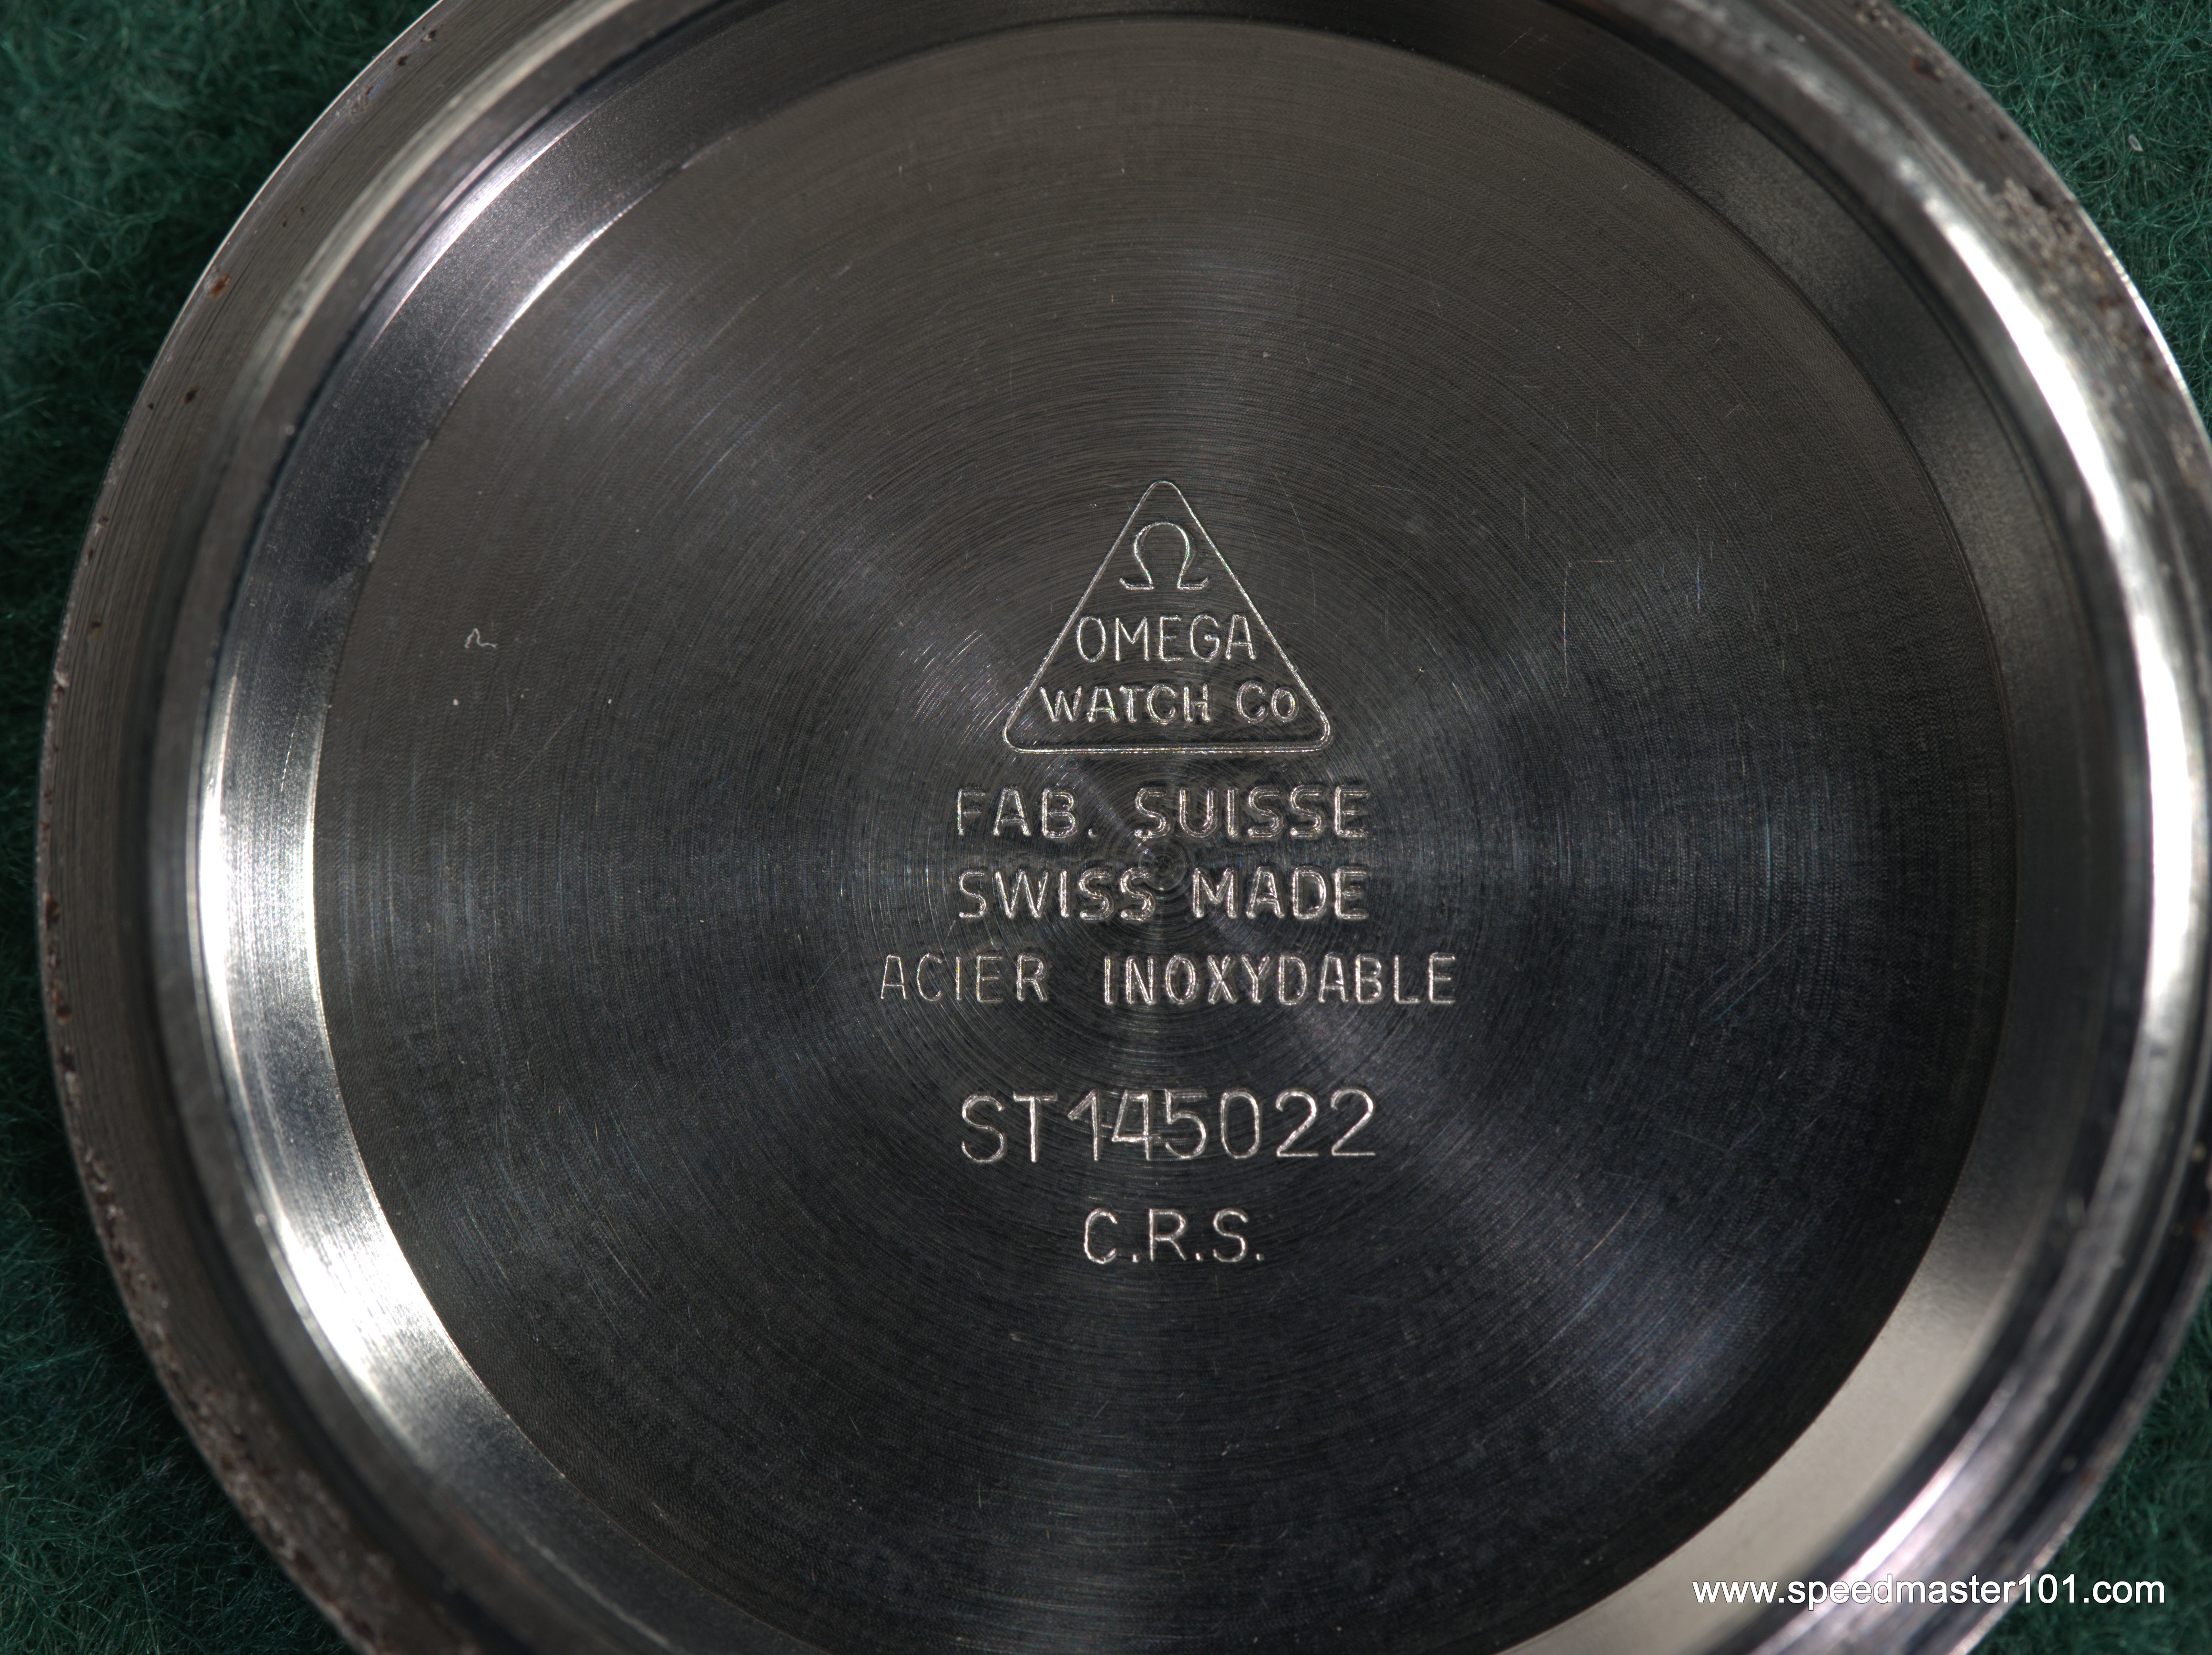 Ω
OMEGA
WATCH Co
FAB. SUISSE
SWISS MADE
ACIER INOXYDABLE
ST145022
C.R.S.
www.speedmaster101.com